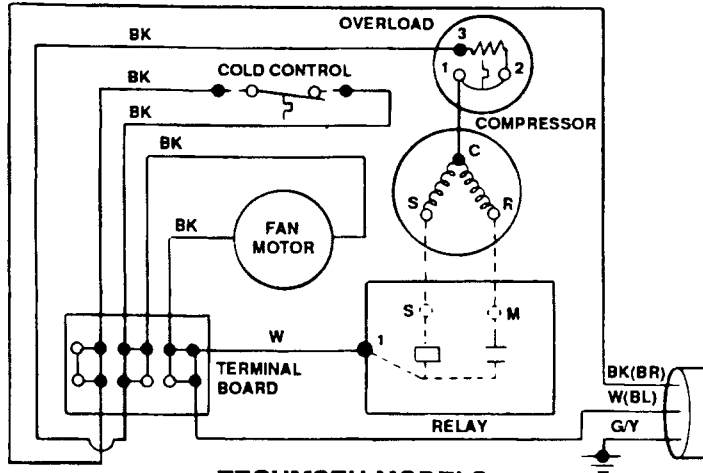 OVERLOAD
BK
3
1
2
BK
COLD CONTROL
BK
COMPRESSOR
BK
C
S
R
FAN
MOTOR
BK
S
M
W
1
TERMINAL
BOARD
RELAY
BK(BR)
W(BL)
G/Y